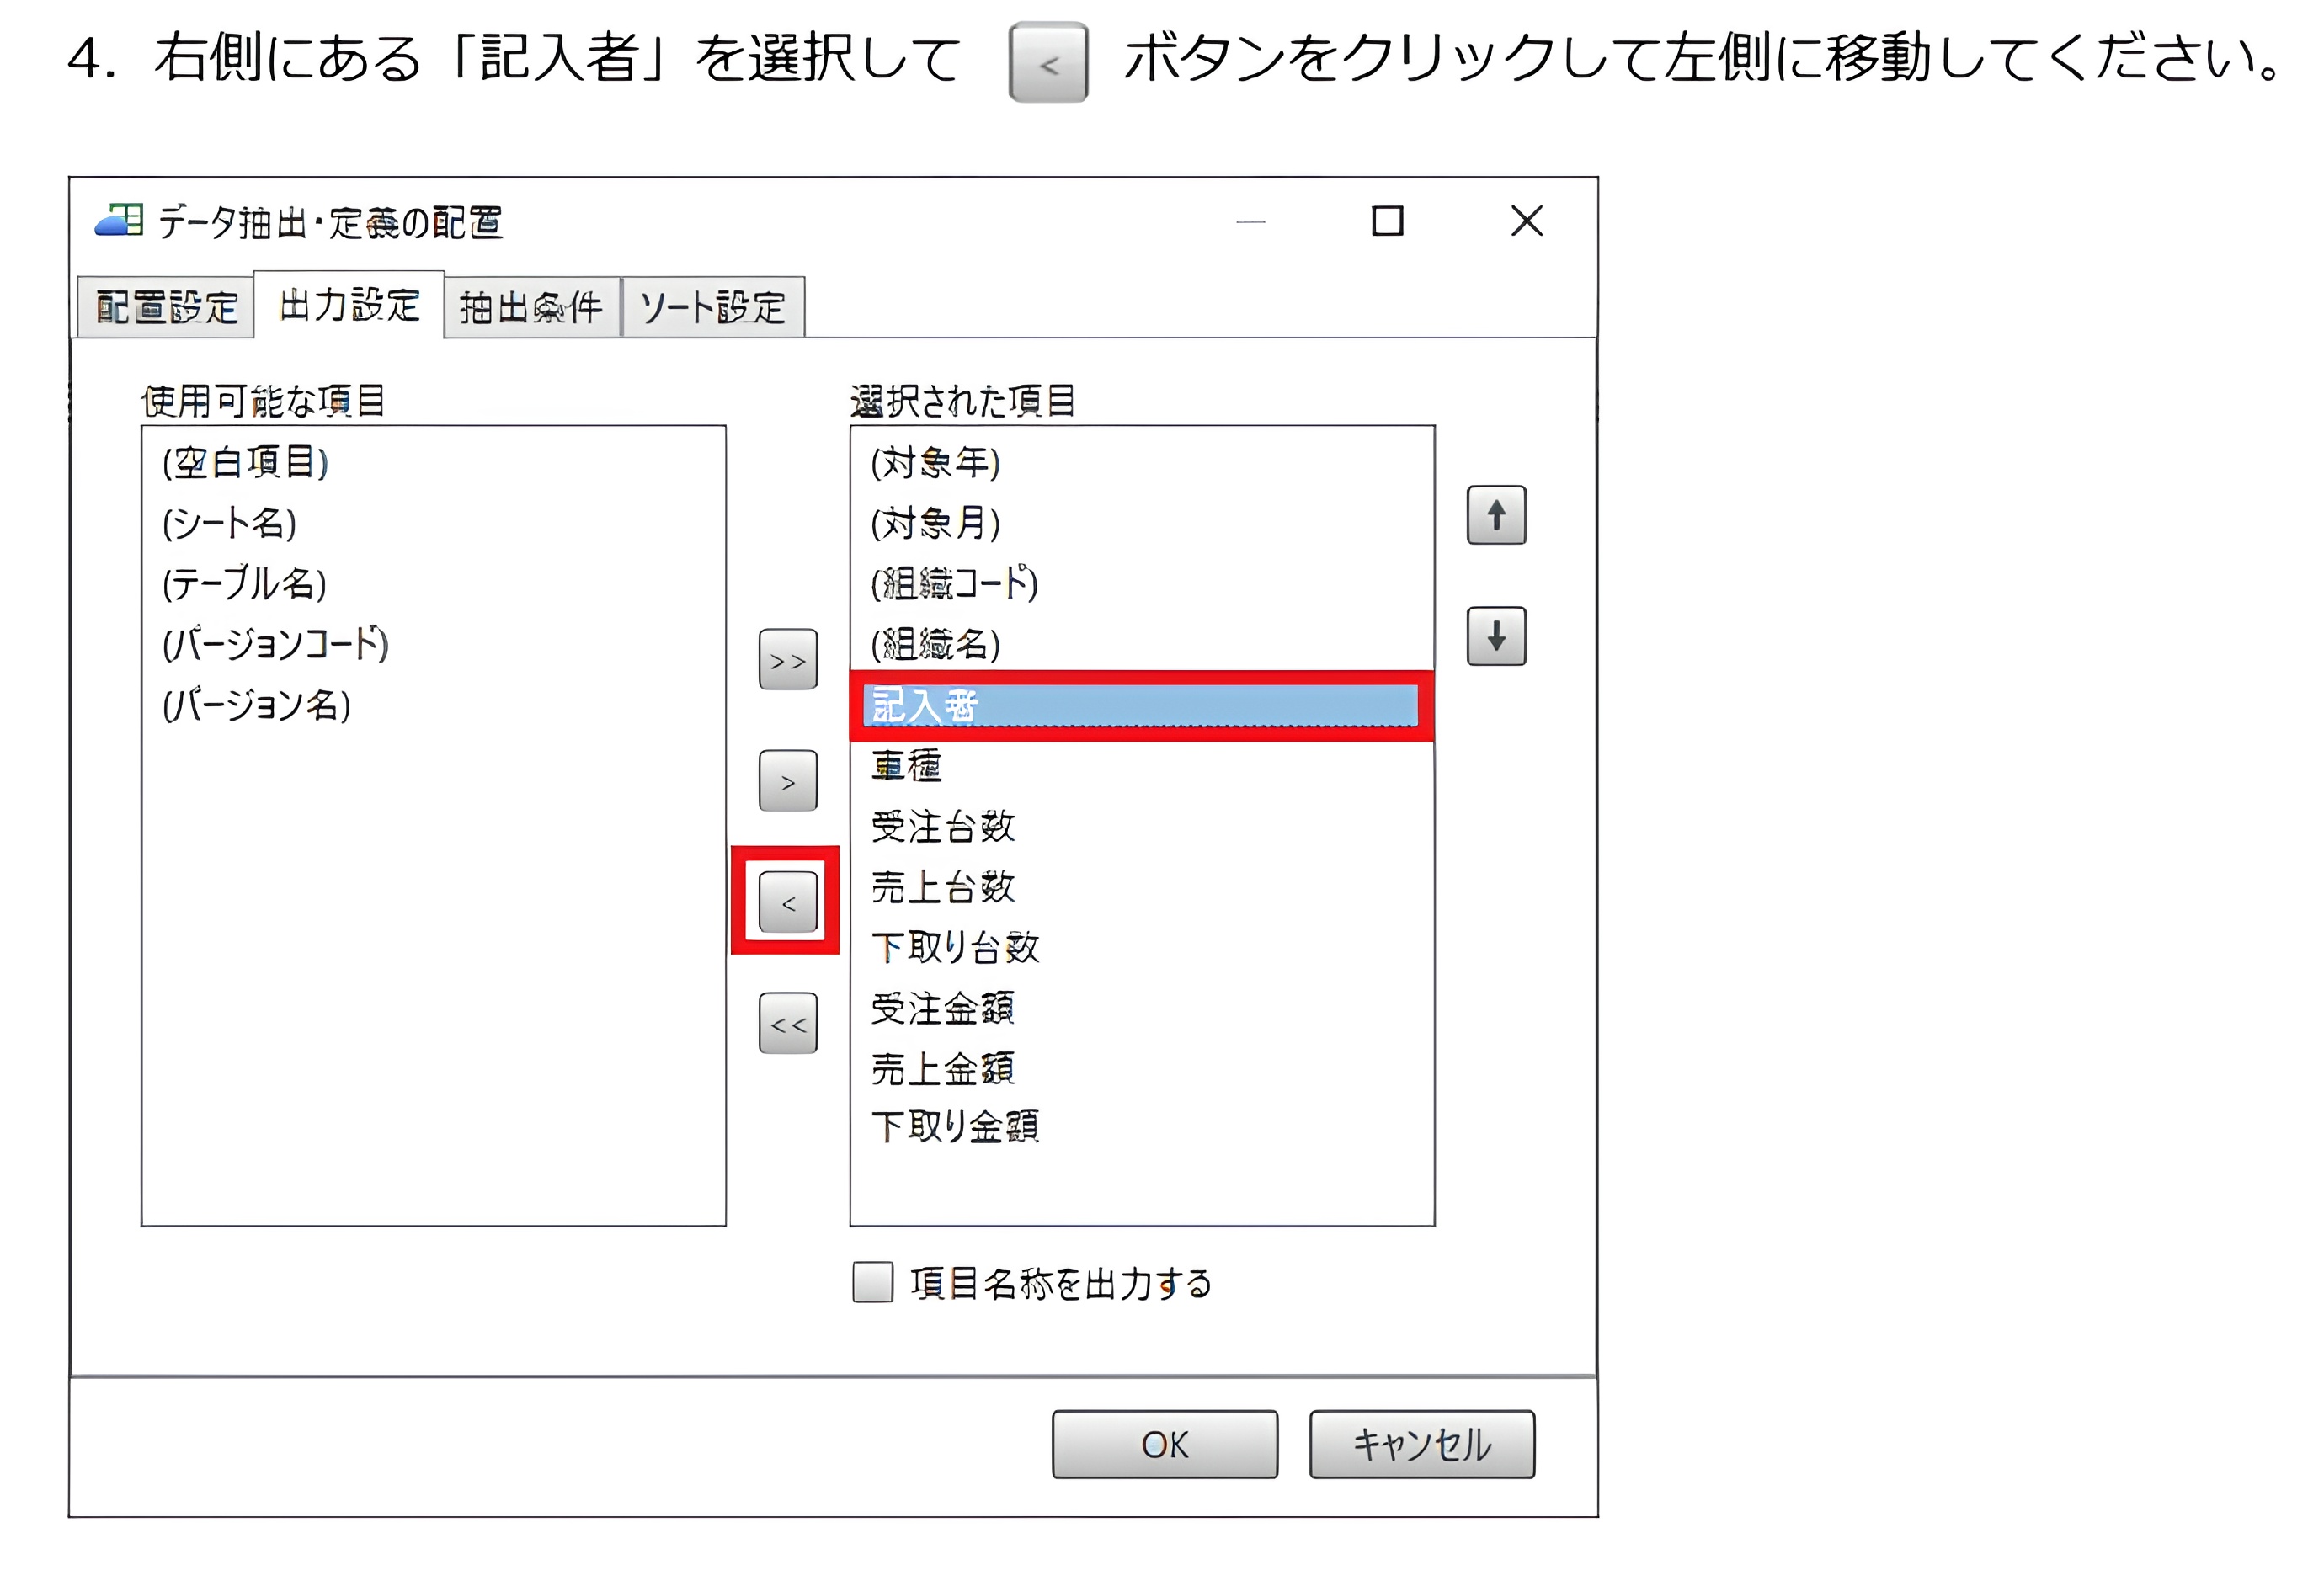 4. 右側にある「記入者」を選択して < ボタンをクリックして左側に移動してください。
データ抽出・定義の配置
配置設定 出力設定 抽出条件 ソート設定
使用可能な項目
(空白項目)
(シート名)
(テーブル名)
(バージョンコード)
(バージョン名)
>>
>
<
<<
選択された項目
(対象年)
(対象月)
(組織コード)
(組織名)
記入者
車種
受注台数
売上台数
下取り台数
受注金額
売上金額
下取り金額
↑
↓
項目名称を出力する
OK キャンセル